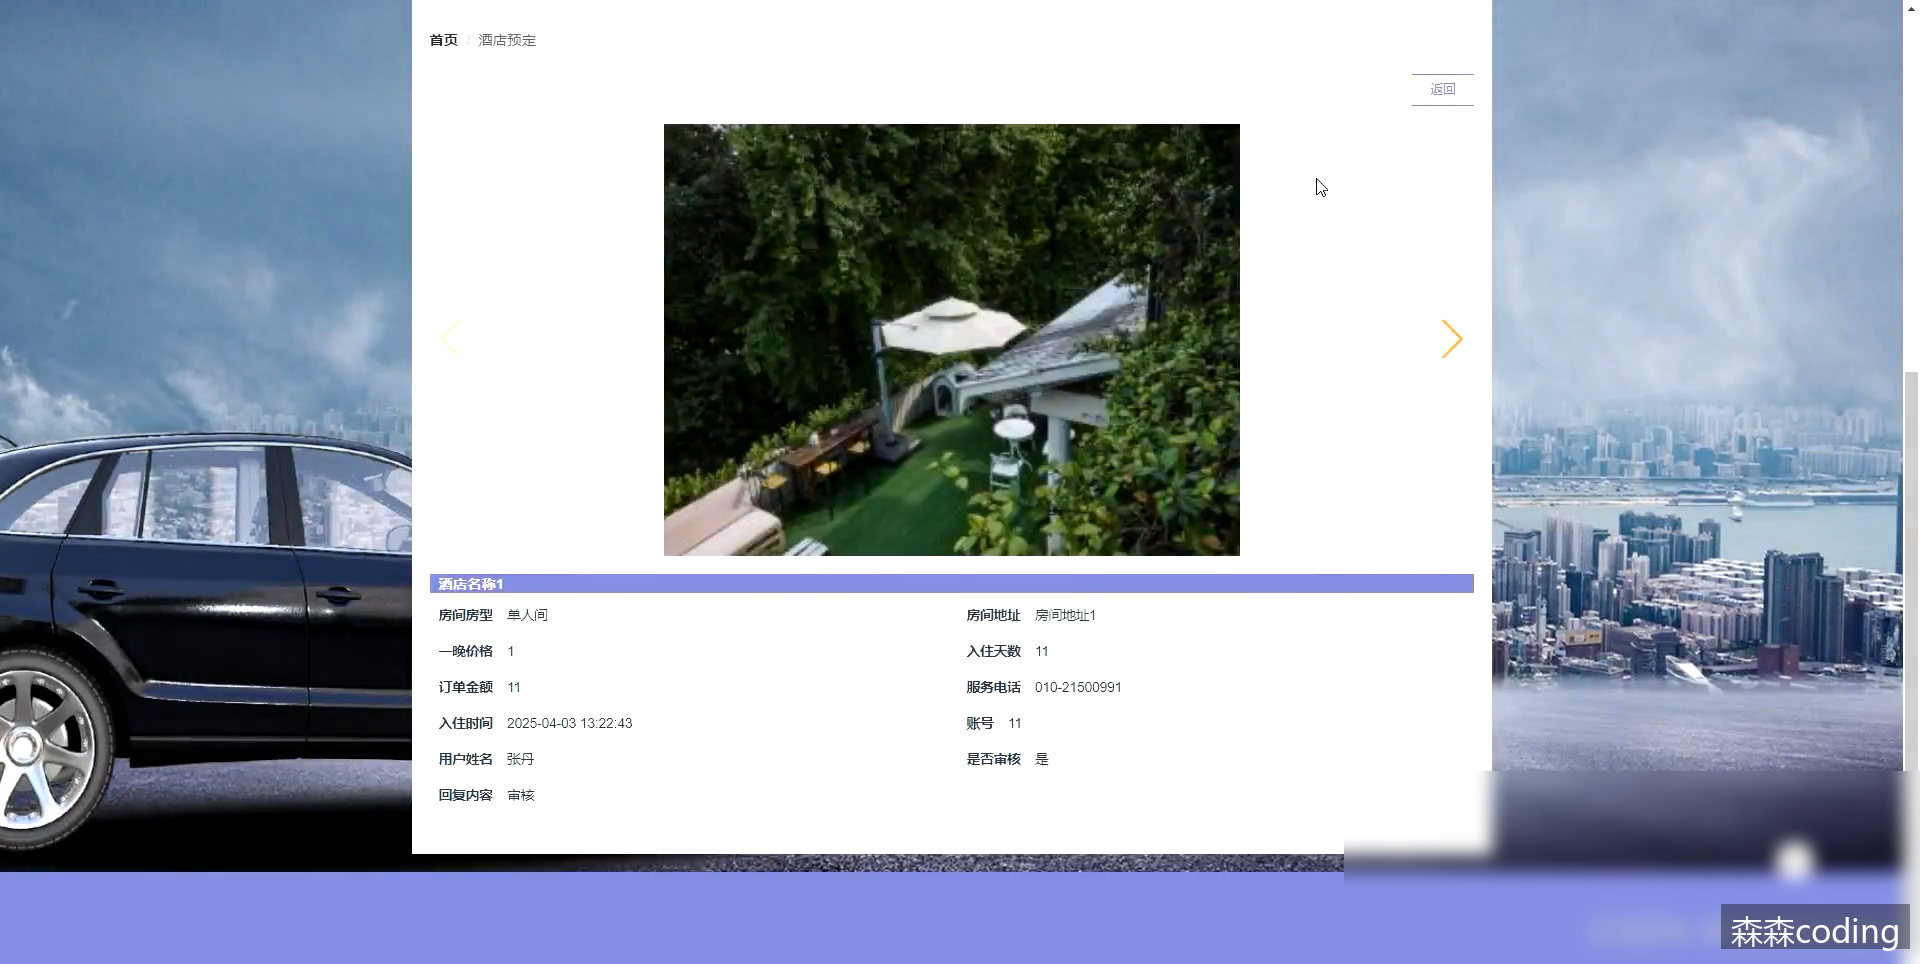 首页 / 酒店预定
返回
酒店名称1
房间房型 单人间 房间地址 房间地址1
一晚价格 1 入住天数 11
订单金额 11 服务电话 010-21500991
入住时间 2025-04-03 13:22:43 账号 11
用户姓名 张丹 是否审核 是
回复内容 审核
森森coding